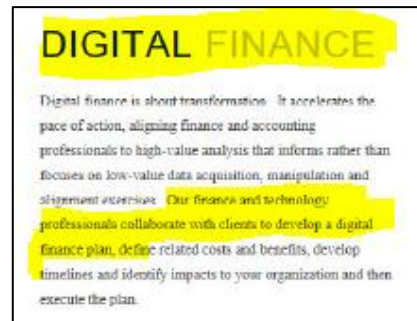 DIGITAL FINANCE
Digital finance is about transformation. It accelerates the
pace of action, aligning finance and accounting
professionals to high-value analysis that informs rather than
focuses on low-value data acquisition, manipulation and
alignment exercises. Our finance and technology
professionals collaborate with clients to develop a digital
finance plan, define related costs and benefits, develop
timelines and identify impacts to your organization and then
execute the plan.